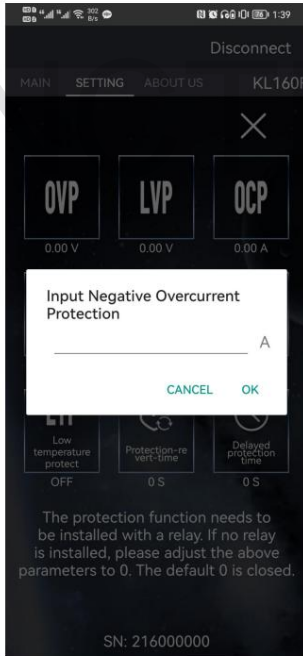 302
B/s
76
1:39
Disconnect
MAIN SETTING ABOUT US KL160F
OVP LVP OCP
0.00 V 0.00 V 0.00 A
Input Negative Overcurrent
Protection
A
CANCEL OK
Low
temperature
protect
Protection-re
vert-time
Delayed
protection
time
OFF 0 S 0 S
The protection function needs to
be installed with a relay. If no relay
is installed, please adjust the above
parameters to 0. The default 0 is closed.
SN: 216000000